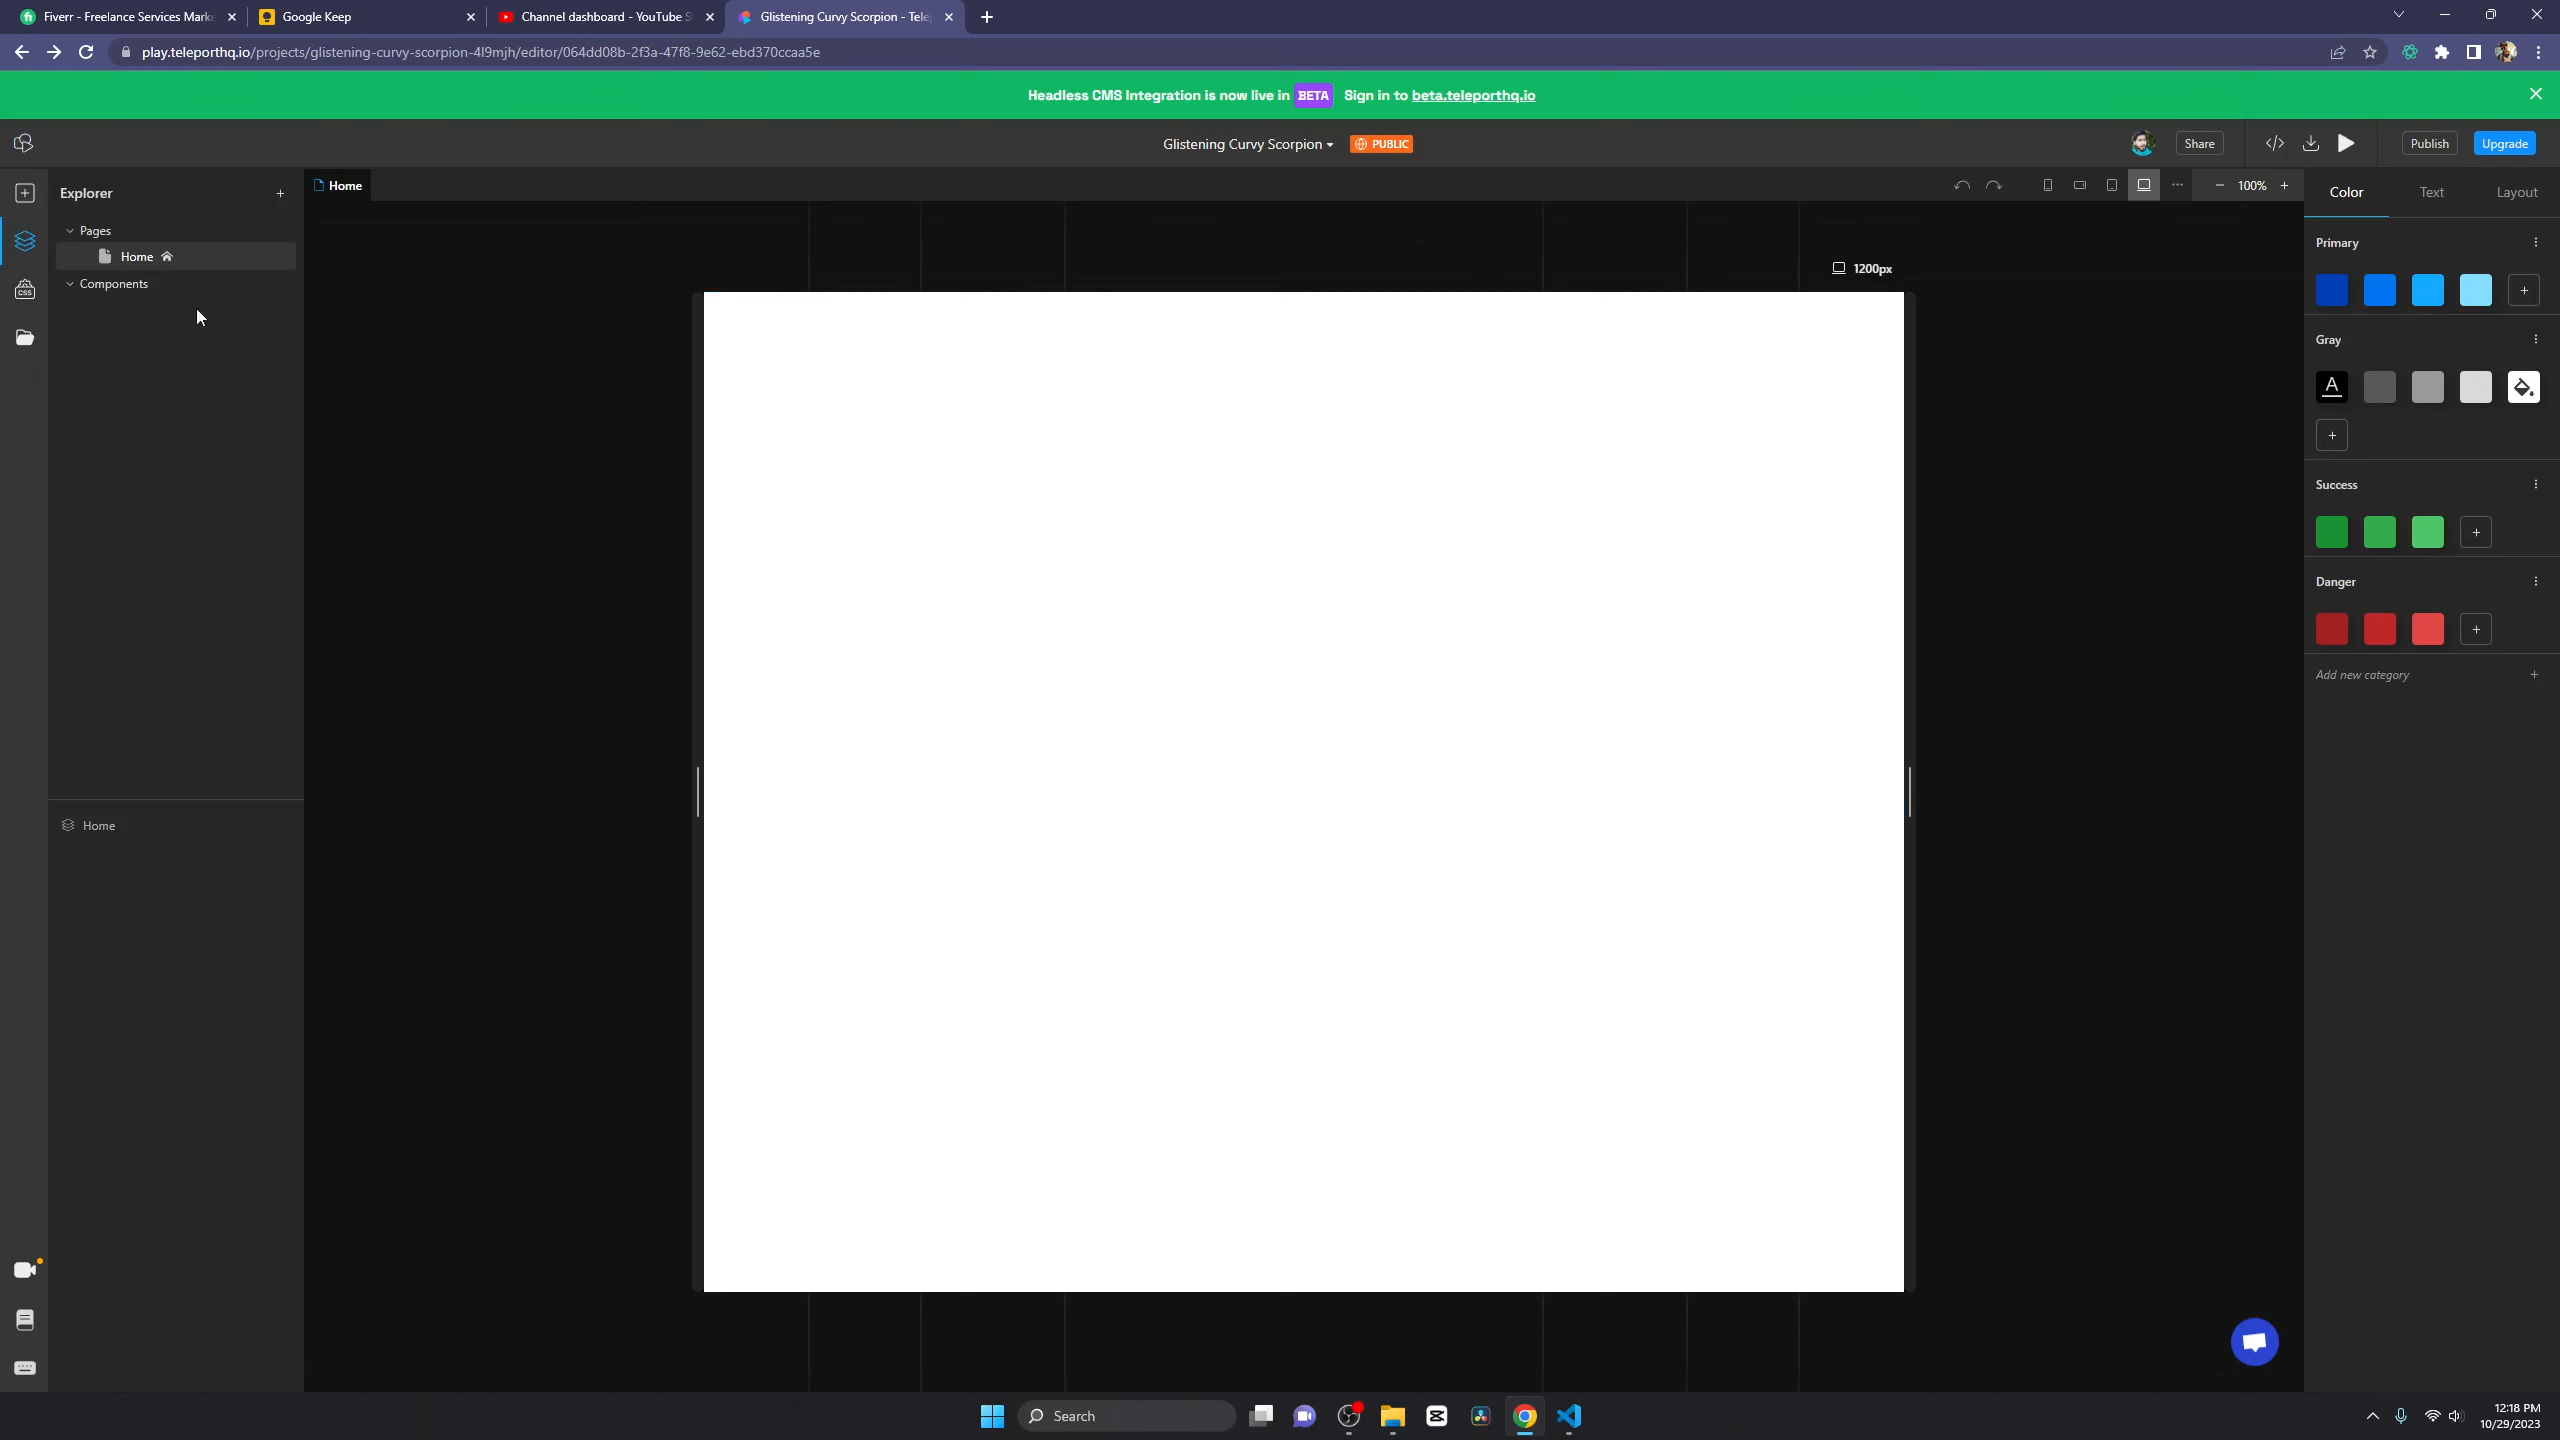 Fiverr - Freelance Services Marke
Google Keep
Channel dashboard - YouTube S
Glistening Curvy Scorpion - Tele
play.teleporthq.io/projects/glistening-curvy-scorpion-4l9mjh/editor/064dd08b-2f3a-47f8-9e62-ebd370ccaa5e
Headless CMS Integration is now live in BETA Sign in to beta.teleporthq.io
Glistening Curvy Scorpion
PUBLIC
Share
Publish
Upgrade
Explorer
Home
100%
Color
Text
Layout
Pages
Home
Components
CSS
1200px
Primary
Gray
A
Success
Danger
Add new category
Home
Search
12:18 PM
10/29/2023